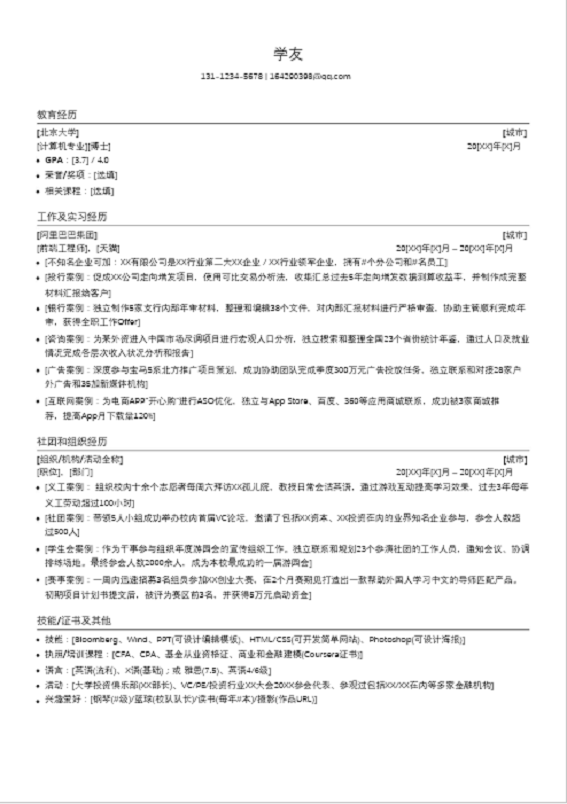 学友
131-1234-5678 | 164200398@qq.com
教育经历
[北京大学] [城市]
[计算机专业][博士] 20[XX]年[X]月
• GPA：[3.7] / 4.0
• 荣誉/奖项：[选填]
• 相关课程：[选填]
工作及实习经历
[阿里巴巴集团] [城市]
[前端工程师]，[天猫] 20[XX]年[X]月 – 20[XX]年[X]月
• [不知名企业可加：XX有限公司是XX行业第二大XX企业 / XX行业领军企业，拥有#个分公司和#名员工]
• [投行案例：促成XX公司定向增发项目，使用可比交易分析法，收集汇总过去5年定向增发数据测算收益率，并制作成完整
材料汇报给客户]
• [银行案例：独立制作5家支行内部年审材料，整理和编辑38个文件，对内部汇报材料进行严格审查，协助主管顺利完成年
审，获得全职工作Offer]
• [咨询案例：为某外资进入中国市场尽调项目进行宏观人口分析，独立搜索和整理全国23个省份统计年鉴，通过人口及就业
情况完成各层次收入状况分析和报告]
• [广告案例：深度参与宝马5系北方推广项目策划，成功协助团队完成季度300万元广告投放任务。独立联系和对接28家户
外广告和35加新媒体机构]
• [互联网案例：为电商APP"开心购"进行ASO优化，独立与App Store、百度、360等应用商城联系，成功被3家商城推
荐，提高App月下载量120%]
社团和组织经历
[组织/机构/活动全称] [城市]
[职位]，[部门] 20[XX]年[X]月 – 20[XX]年[X]月
• [义工案例： 组织校内十余个志愿者每周六拜访XX孤儿院，教授日常会话英语，通过游戏互动提高学习效果，过去3年每年
义工劳动超过100小时]
• [社团案例：带领5人小组成功举办校内首届VC论坛，邀请了包括XX资本、XX投资在内的业界知名企业参与，参会人数超
过500人]
• [学生会案例：作为干事参与组织年度游园会的宣传组织工作，独立联系和规划23个参演社团的工作人员，通知会议、协调
排练场地，最终参会人数2000余人，成为本校最成功的一届游园会]
• [赛事案例：一周内迅速招募3名组员参加XX创业大赛，在2个月赛期见打造出一款帮助外国人学习中文的导师匹配产品，
初期项目计划书提交后，被评为赛区前3名，并获得5万元启动资金]
技能/证书及其他
• 技能：[Bloomberg、Wind、PPT(可设计编辑模板)、HTML/CSS(可开发简单网站)、Photoshop(可设计海报)]
• 执照/培训课程：[CFA、CPA、基金从业资格证、商业和金融建模(Coursera证书)]
• 语言：[英语(流利)、X语(基础)；或 雅思(7.5)、英语4/6级]
• 活动：[大学投资俱乐部(XX部长)、VC/PE/投资行业XX大会20XX参会代表、参观过包括XX/XX在内等多家金融机构]
• 兴趣爱好：[钢琴(#级)/篮球(校队队长)/读书(每年#本)/摄影(作品URL)]